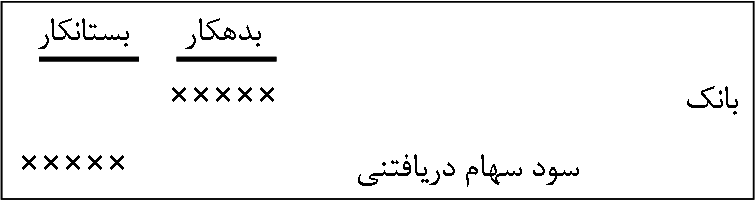 بدهکار بستانکار
بانک ×××××
سود سهام دریافتنی ×××××